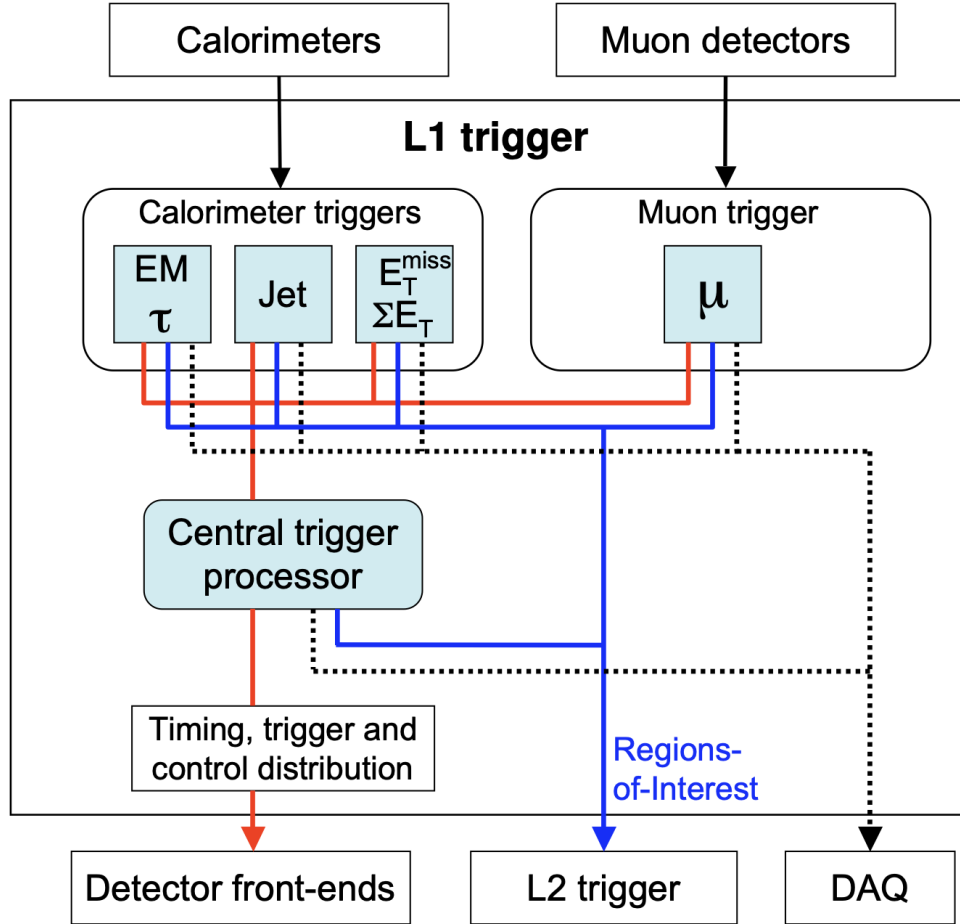 Calorimeters
Muon detectors
L1 trigger
Calorimeter triggers
Muon trigger
EM
τ
Jet
E_T^miss
ΣE_T
μ
Central trigger
processor
Timing, trigger and
control distribution
Regions-
of-Interest
Detector front-ends
L2 trigger
DAQ